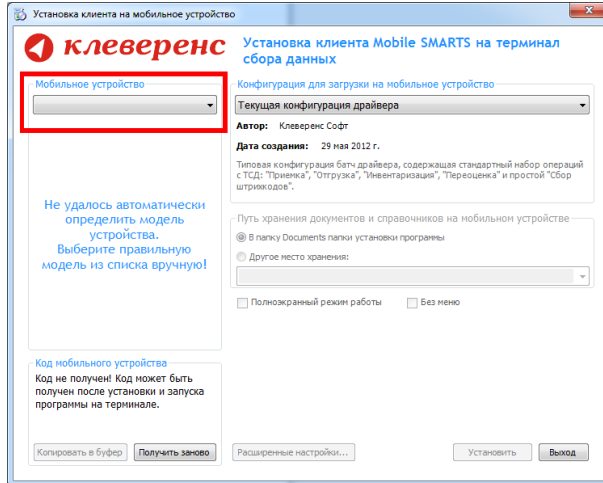 Установка клиента на мобильное устройство
клеверенс
Установка клиента Mobile SMARTS на терминал
сбора данных
Мобильное устройство
Не удалось автоматически
определить модель
устройства.
Выберите правильную
модель из списка вручную!
Код мобильного устройства
Код не получен! Код может быть
получен после установки и запуска
программы на терминале.
Копировать в буфер
Получить заново
Конфигурация для загрузки на мобильное устройство
Текущая конфигурация драйвера
Автор: Клеверенс Софт
Дата создания: 29 мая 2012 г.
Типовая конфигурация батч драйвера, содержащая стандартный набор операций
с ТСД: "Приемка", "Отгрузка", "Инвентаризация", "Переоценка" и простой "Сбор
штрихкодов".
Путь хранения документов и справочников на мобильном устройстве
В папку Documents папки установки программы
Другое место хранения:
Полноэкранный режим работы
Без меню
Расширенные настройки...
Установить
Выход